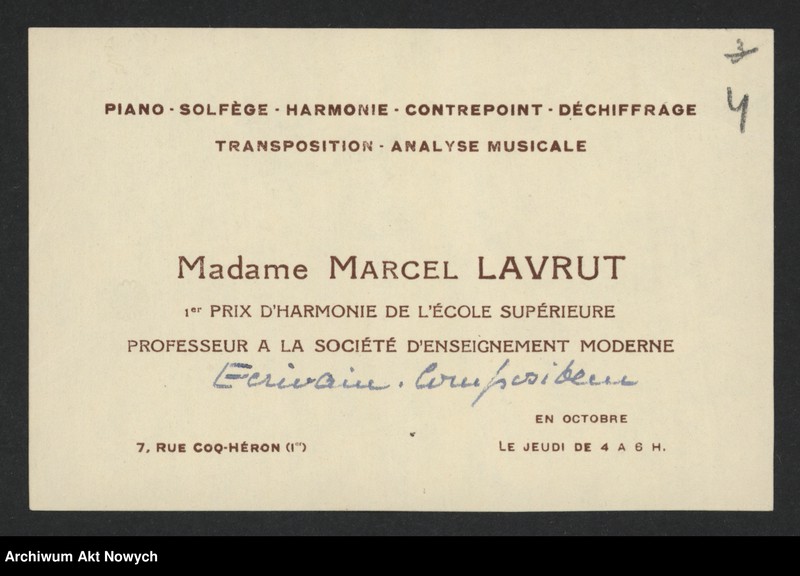 3
4
PIANO - SOLFÈGE - HARMONIE - CONTREPOINT - DÉCHIFFRAGE
TRANSPOSITION - ANALYSE MUSICALE
Madame MARCEL LAVRUT
1er PRIX D'HARMONIE DE L'ÉCOLE SUPÉRIEURE
PROFESSEUR A LA SOCIÉTÉ D'ENSEIGNEMENT MODERNE
Ecrivain. Compositeur
EN OCTOBRE
7, RUE COQ-HÉRON (Ier)
LE JEUDI DE 4 A 6 H.
Archiwum Akt Nowych